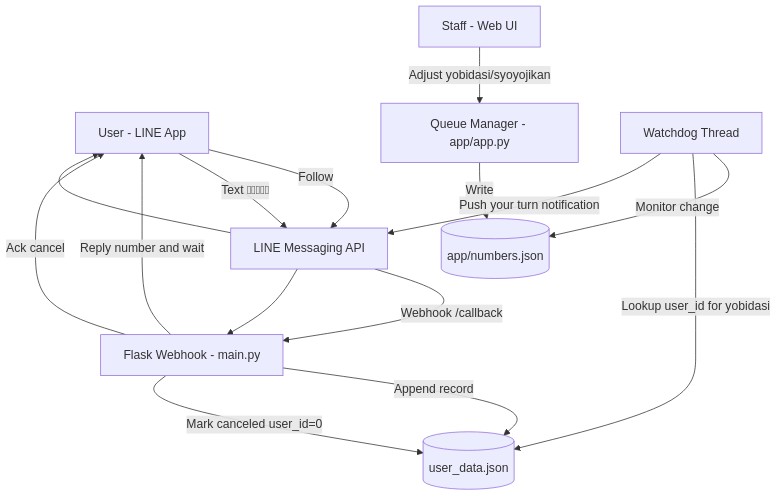 Staff - Web UI
Adjust yobidasi/syoyojikan
User - LINE App
Queue Manager -
app/app.py
Watchdog Thread
Follow
Text
Write
Push your turn notification
Monitor change
Ack cancel
Reply number and wait
LINE Messaging API
app/numbers.json
Webhook /callback
Lookup user_id for yobidasi
Flask Webhook - main.py
Append record
Mark canceled user_id=0
user_data.json